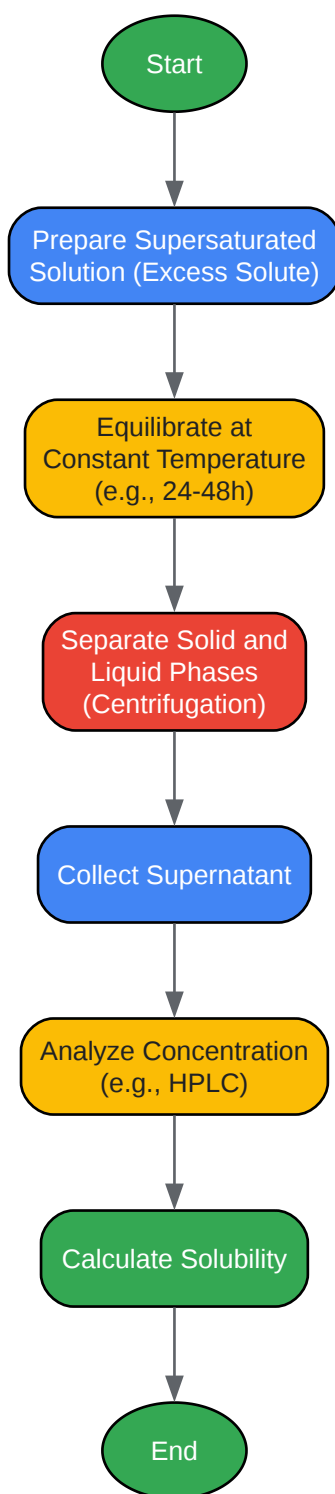 Start
Prepare Supersaturated
Solution (Excess Solute)
Equilibrate at
Constant Temperature
(e.g., 24-48h)
Separate Solid and
Liquid Phases
(Centrifugation)
Collect Supernatant
Analyze Concentration
(e.g., HPLC)
Calculate Solubility
End